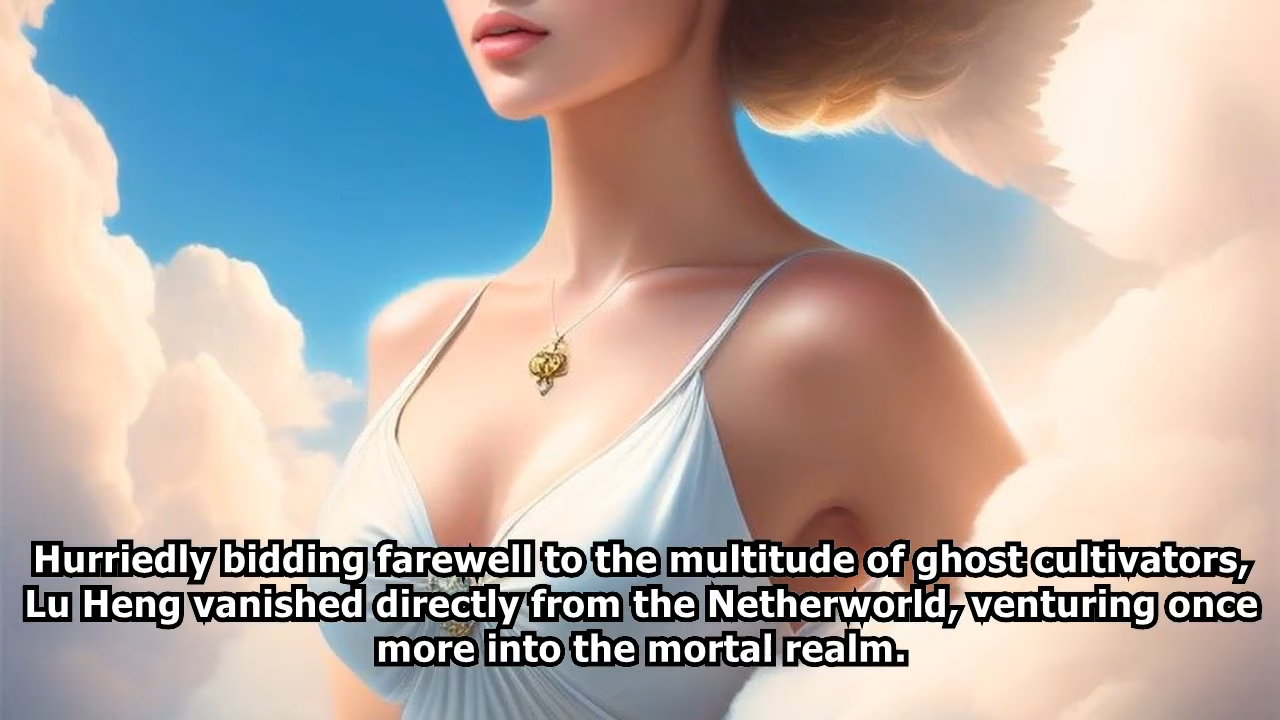 Hurriedly bidding farewell to the multitude of ghost cultivators,
Lu Heng vanished directly from the Netherworld, venturing once
more into the mortal realm.